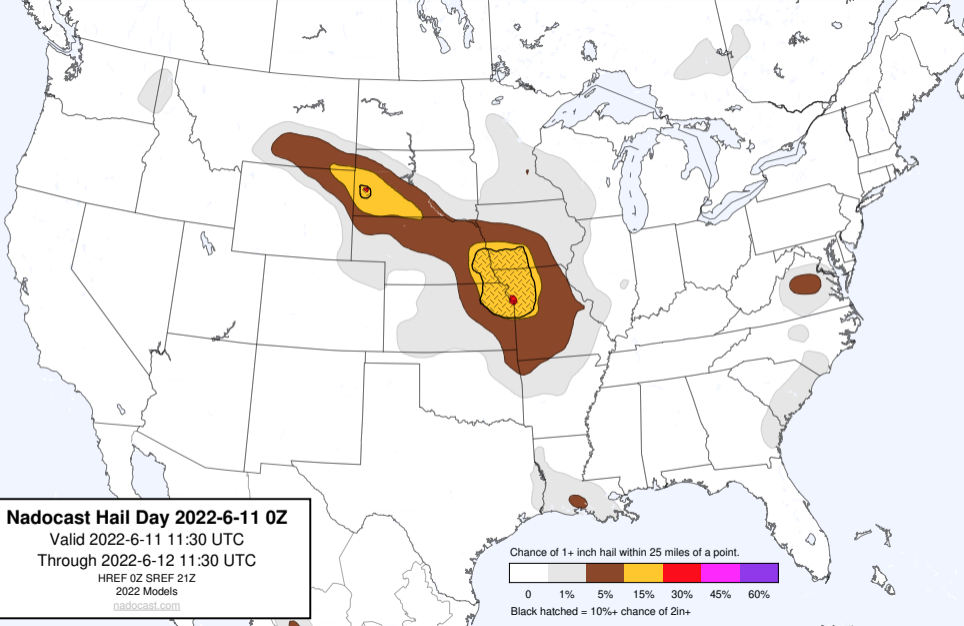 Nadocast Hail Day 2022-6-11 0Z
Valid 2022-6-11 11:30 UTC
Through 2022-6-12 11:30 UTC
HREF 0Z SREF 21Z
2022 Models
nadocast.com
Chance of 1+ inch hail within 25 miles of a point.
0 1% 5% 15% 30% 45% 60%
Black hatched = 10%+ chance of 2in+